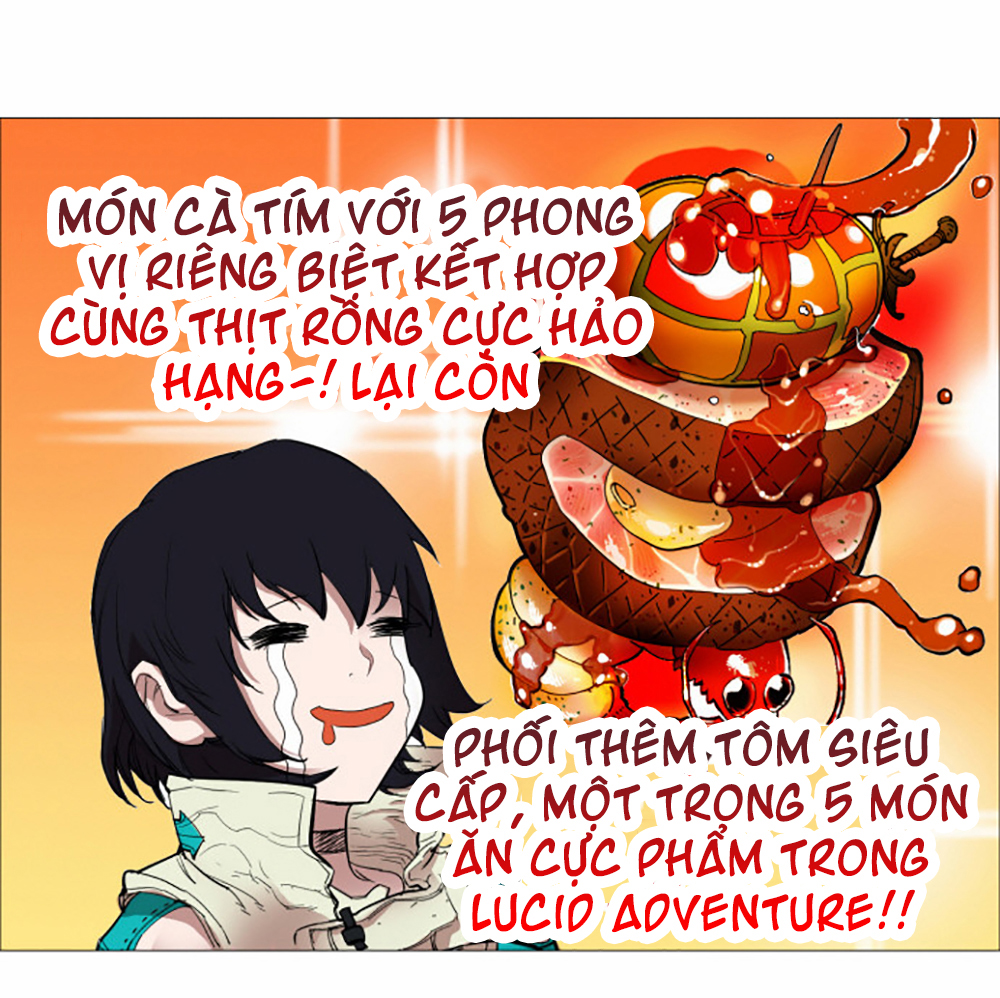 MÓN CÀ TÍM VỚI 5 PHONG
VỊ RIÊNG BIỆT KẾT HỢP
CÙNG THỊT RỒNG CỰC HẢO
HẠNG-! LẠI CÒN
PHỐI THÊM TÔM SIÊU
CẤP, MỘT TRONG 5 MÓN
ĂN CỰC PHẨM TRONG
LUCID ADVENTURE!!